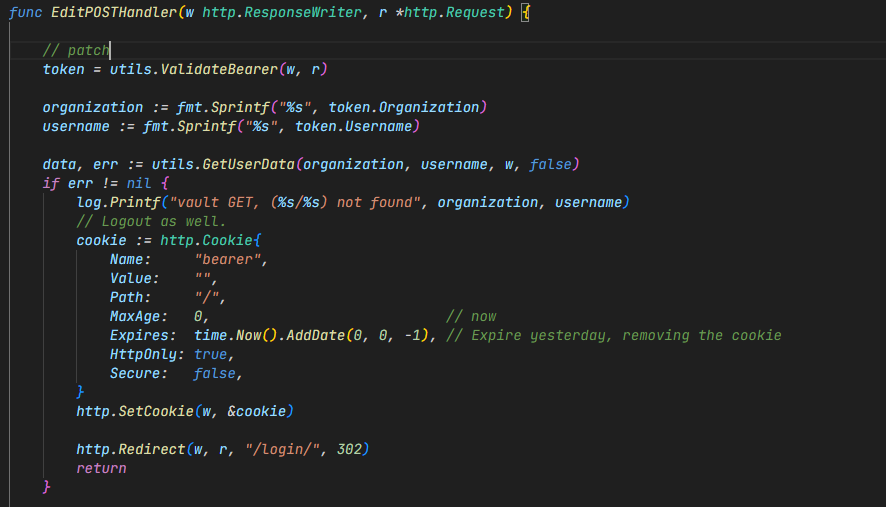 func EditPOSTHandler(w http.ResponseWriter, r *http.Request) {
// patch
token = utils.ValidateBearer(w, r)
organization := fmt.Sprintf("%s", token.Organization)
username := fmt.Sprintf("%s", token.Username)
data, err := utils.GetUserData(organization, username, w, false)
if err != nil {
log.Printf("vault GET, (%s/%s) not found", organization, username)
// Logout as well.
cookie := http.Cookie{
Name:     "bearer",
Value:    "",
Path:     "/",
MaxAge:   0,                            // now
Expires:  time.Now().AddDate(0, 0, -1), // Expire yesterday, removing the cookie
HttpOnly: true,
Secure:   false,
}
http.SetCookie(w, &cookie)
http.Redirect(w, r, "/login/", 302)
return
}